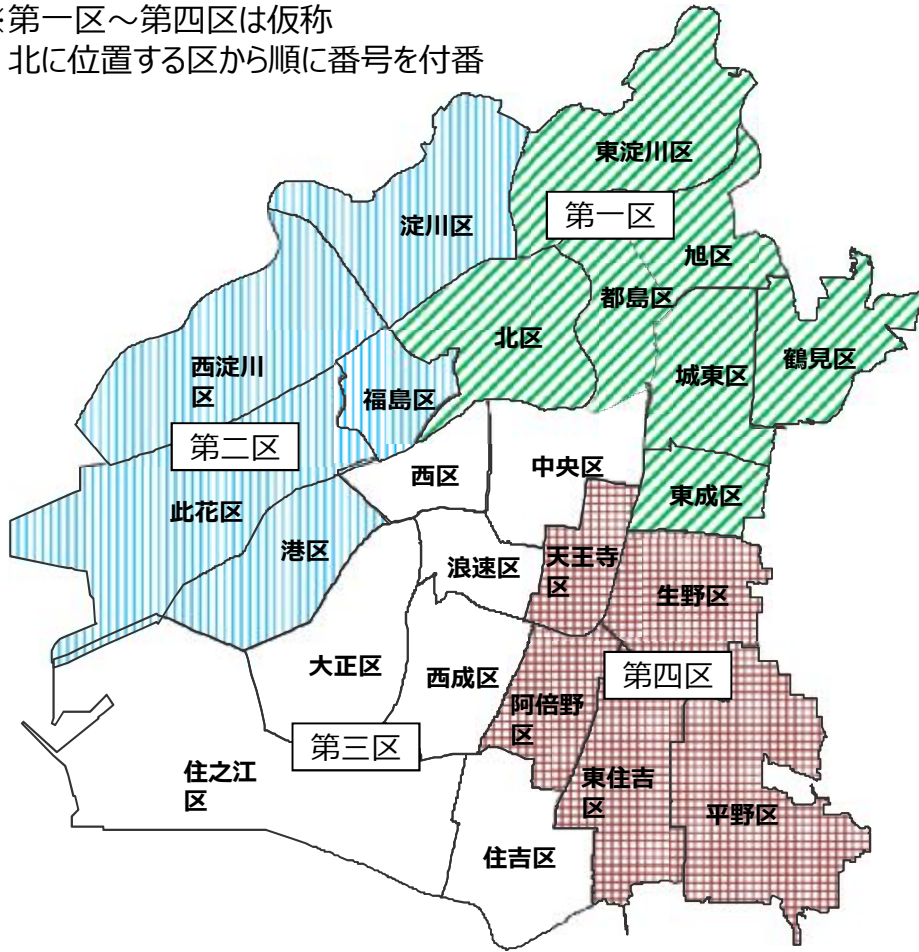 ※第一区～第四区は仮称
北に位置する区から順に番号を付番
東淀川区
第一区
淀川区
旭区
都島区
北区
鶴見区
西淀川
区
城東区
福島区
第二区
西区
中央区
東成区
此花区
港区
浪速区
天王寺
区
生野区
大正区
西成区
第四区
阿倍野
区
第三区
住之江
区
東住吉
区
平野区
住吉区